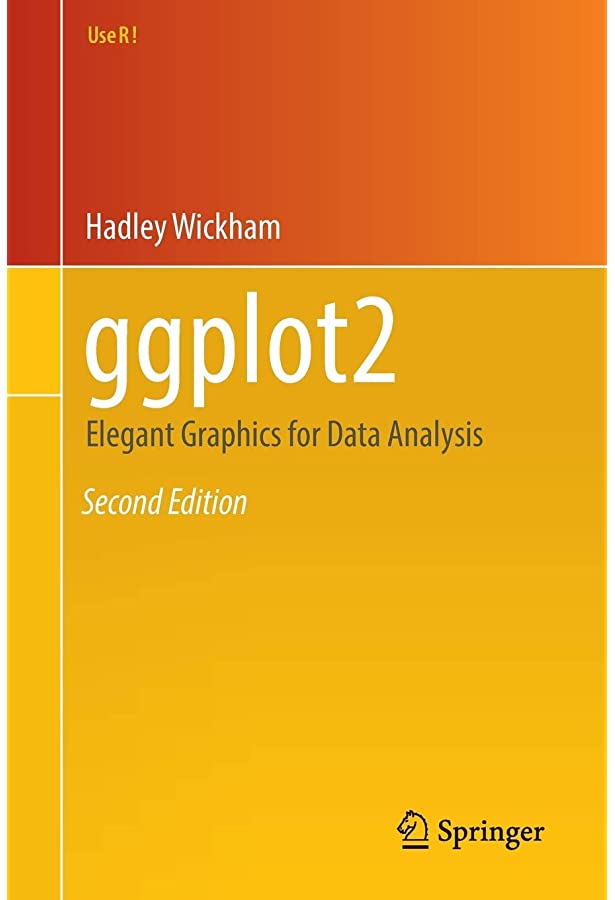 Use R !
Hadley Wickham
ggplot2
Elegant Graphics for Data Analysis
Second Edition
Springer